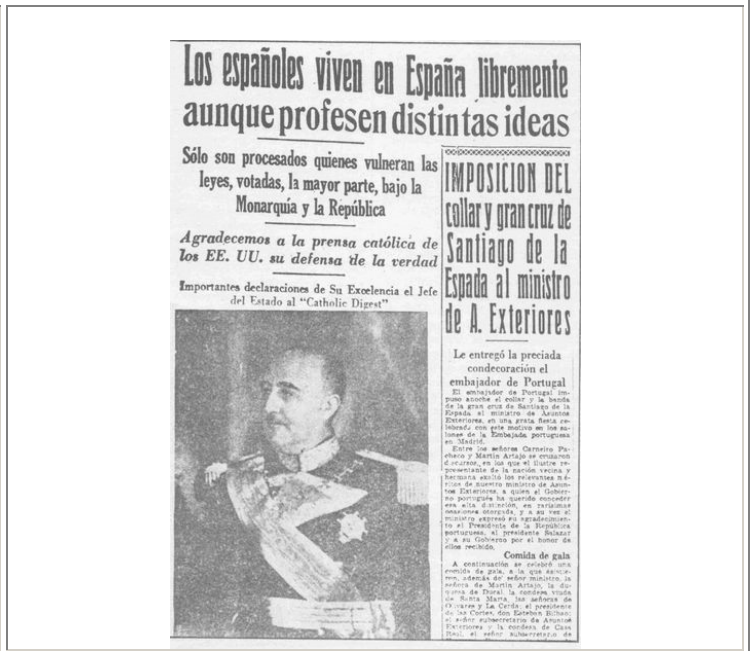 Los españoles viven en España libremente
aunque profesen distintas ideas
Sólo son procesados quienes vulneran las
leyes, votadas, la mayor parte, bajo la
Monarquía y la República
Agradecemos a la prensa católica de
los EE. UU. su defensa de la verdad
Importantes declaraciones de Su Excelencia el Jefe
del Estado al "Catholic Digest"
IMPOSICION DEL
collar y gran cruz de
Santiago de la
Espada al ministro
de A. Exteriores
Le entregó la preciada
condecoración el
embajador de Portugal
El embajador de Portugal im-
puso anoche el collar y la banda
de la gran cruz de Santiago de la
Espada al ministro de Asuntos
Exteriores, en una grata fiesta ce-
lebrada con este motivo en los sa-
lones de la Embajada portuguesa
en Madrid.
Entre los señores Carneiro Pa-
checo y Martín Artajo se cruzaron
discursos, en los que el ilustre re-
presentante de la nación vecina y
hermana exaltó los relevantes mé-
ritos de nuestro ministro de Asun-
tos Exteriores, a quien el Gobier-
no portugués ha querido conceder
esa alta distinción, en rarísimas
ocasiones otorgada, y a su vez el
ministro expresó su agradecimien-
to al Presidente de la República
portuguesa, al presidente Salazar
y a su Gobierno por el honor de
ellos recibido.
Comida de gala
A continuación se celebró una
comida de gala, a la que asistie-
ron, además del señor ministro, la
señora de Martín Artajo, la du-
quesa de Dúrcal, la condesa viuda
de Santa Marta, las señoras de
Olivares y La Cerda; el presidente
de las Cortes, don Esteban Bilbao;
el señor subsecretario de Asuntos
Exteriores y la condesa de Casa
Real, el señor subsecretario de